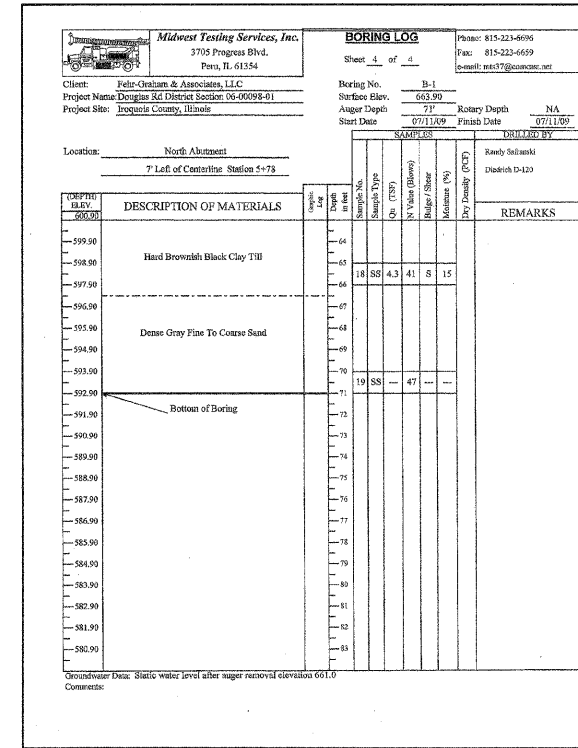 Midwest Testing Services, Inc.
3705 Progress Blvd.
Peru, IL 61354
BORING LOG
Sheet 4 of 4
Phone: 815-223-6696
Fax: 815-223-6659
e-mail: mts37@comcast.net
Client: Fehr-Graham & Associates, LLC
Project Name: Douglas Rd District Section 06-00098-01
Project Site: Iroquois County, Illinois
Boring No. B-1
Surface Elev. 663.90
Auger Depth 71' Rotary Depth NA
Start Date 07/11/09 Finish Date 07/11/09
SAMPLES DRILLED BY
Location: North Abutment
7' Left of Centerline Station 5+78
Randy
Diedrich D-120
(DEPTH)
ELEV.
600.90
DESCRIPTION OF MATERIALS
Log
Depth
in feet
Sample No.
Sample Type
Qu (TSF)
N Value (Blows)
Bulge / Shear
Moisture (%)
Dry Density (PCF)
REMARKS
599.90 64
598.90 65
Hard Brownish Black Clay Till
18 SS 4.3 41 S 15
597.90 66
596.90 67
595.90 68
Dense Gray Fine To Coarse Sand
594.90 69
593.90 70
19 SS --- 47 --- ---
592.90 71
Bottom of Boring
591.90 72
590.90 73
589.90 74
588.90 75
587.90 76
586.90 77
585.90 78
584.90 79
583.90 80
582.90 81
581.90 82
580.90 83
Groundwater Data: Static water level after auger removal elevation 661.0
Comments: